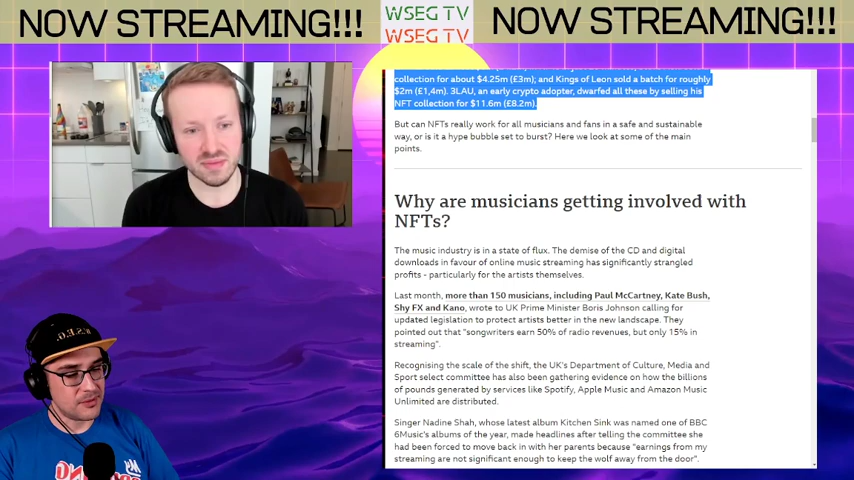 NOW STREAMING!!!
WSEG TV
WSEG TV
NOW STREAMING!!!
collection for about $4.25m (£3m); and Kings of Leon sold a batch for roughly
$2m (£1,4m). 3LAU, an early crypto adopter, dwarfed all these by selling his
NFT collection for $11.6m (£8.2m).
But can NFTs really work for all musicians and fans in a safe and sustainable
way, or is it a hype bubble set to burst? Here we look at some of the main
points.
Why are musicians getting involved with
NFTs?
The music industry is in a state of flux. The demise of the CD and digital
downloads in favour of online music streaming has significantly strangled
profits - particularly for the artists themselves.
Last month, more than 150 musicians, including Paul McCartney, Kate Bush,
Shy FX and Kano, wrote to UK Prime Minister Boris Johnson calling for
updated legislation to protect artists better in the new landscape. They
pointed out that "songwriters earn 50% of radio revenues, but only 15% in
streaming".
Recognising the scale of the shift, the UK's Department of Culture, Media and
Sport select committee has also been gathering evidence on how the billions
of pounds generated by services like Spotify, Apple Music and Amazon Music
Unlimited are distributed.
Singer Nadine Shah, whose latest album Kitchen Sink was named one of BBC
6Music's albums of the year, made headlines after telling the committee she
had been forced to move back in with her parents because "earnings from my
streaming are not significant enough to keep the wolf away from the door".
W.S.E.G.